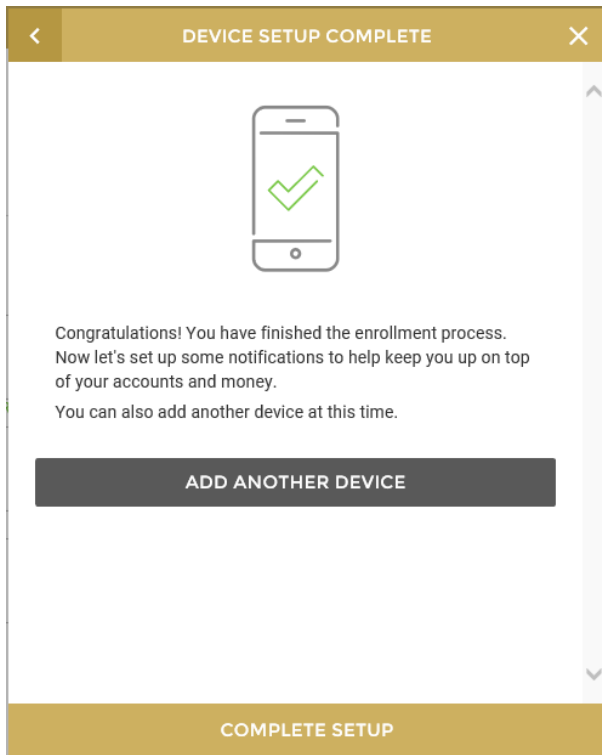 DEVICE SETUP COMPLETE
Congratulations! You have finished the enrollment process.
Now let's set up some notifications to help keep you up on top
of your accounts and money.
You can also add another device at this time.
ADD ANOTHER DEVICE
COMPLETE SETUP